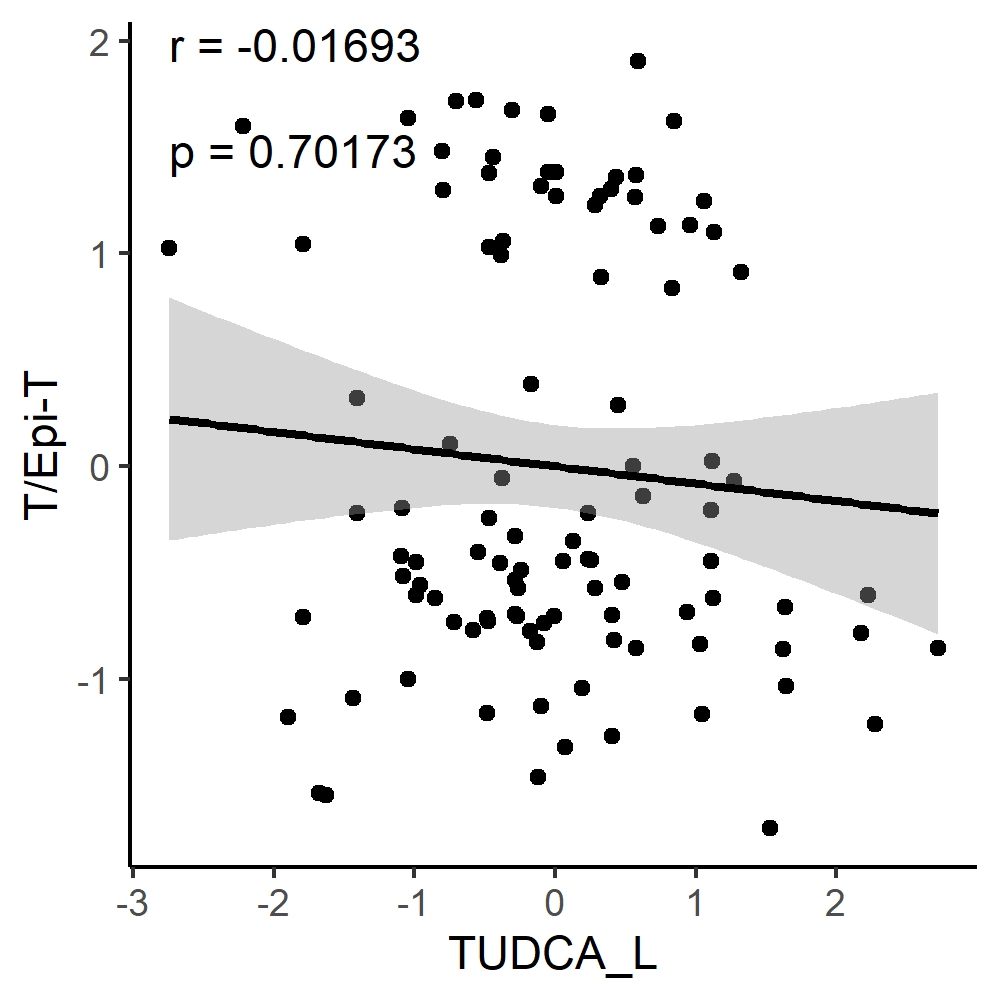 r = -0.01693
p = 0.70173
2
1
0
-1
T/Epi-T
-3 -2 -1 0 1 2
TUDCA_L